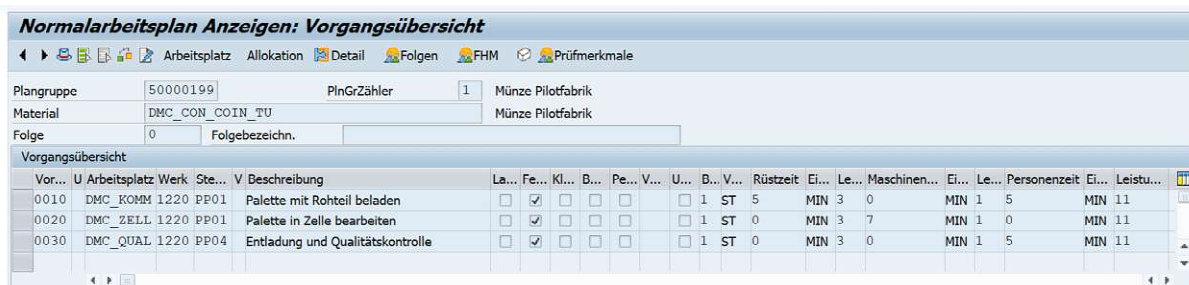 Normalarbeitsplan Anzeigen: Vorgangsübersicht
Arbeitsplatz Allokation Detail Folgen FHM Prüfmerkmale
Plangruppe 50000199 PlnGrZähler 1 Münze Pilotfabrik
Material DMC_CON_COIN_TU Münze Pilotfabrik
Folge 0 Folgebezeichn.
Vorgangsübersicht
Vor... U Arbeitsplatz Werk Ste... V Beschreibung La... Fe... Kl... B... Pe... V... U... B... V... Rüstzeit Ei... Le... Maschinen... Ei... Le... Personenzeit Ei... Leistu...
0010 DMC_KOMM 1220 PP01 Palette mit Rohteil beladen 1 ST 5 MIN 3 0 MIN 1 5 MIN 11
0020 DMC_ZELL 1220 PP01 Palette in Zelle bearbeiten 1 ST 0 MIN 3 7 MIN 1 0 MIN 11
0030 DMC_QUAL 1220 PP04 Entladung und Qualitätskontrolle 1 ST 0 MIN 3 0 MIN 1 5 MIN 11